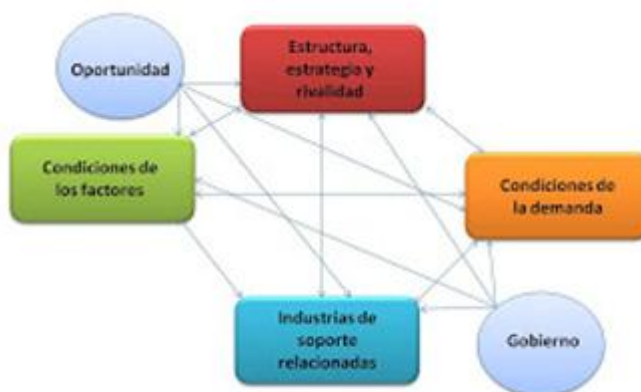 Oportunidad
Estructura,
estrategia y
rivalidad
Condiciones de
los factores
Condiciones de
la demanda
Industrias de
soporte
relacionadas
Gobierno